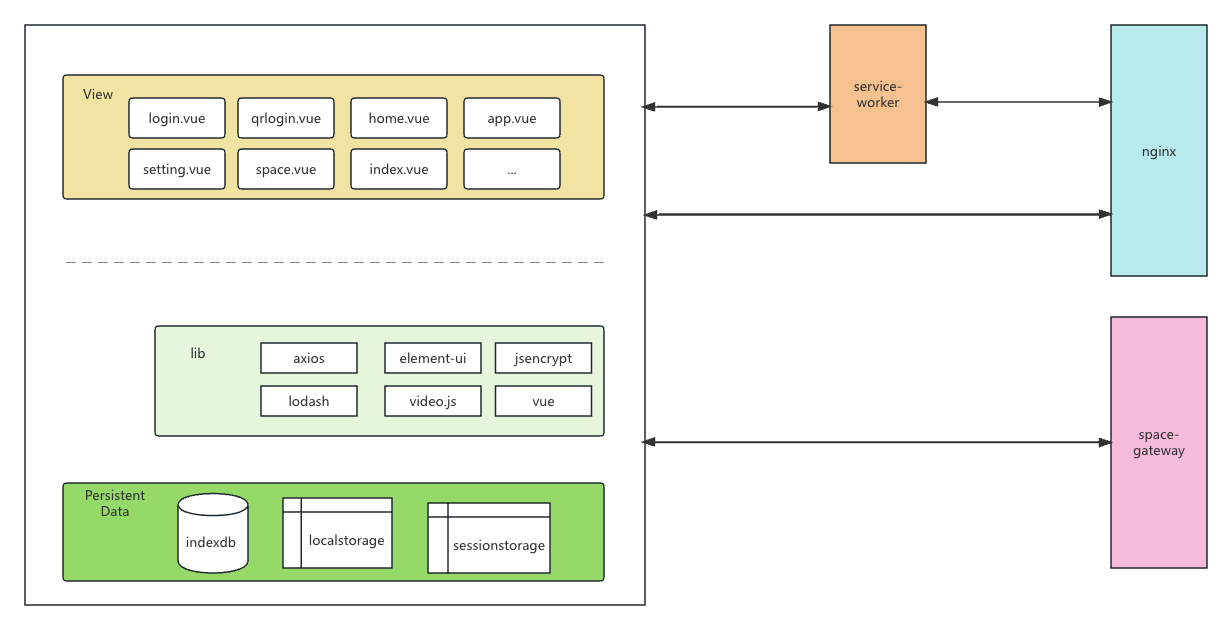 View
login.vue
qrlogin.vue
home.vue
app.vue
setting.vue
space.vue
index.vue
...
lib
axios
element-ui
jsencrypt
lodash
video.js
vue
Persistent
Data
indexdb
localstorage
sessionstorage
service-
worker
nginx
space-
gateway